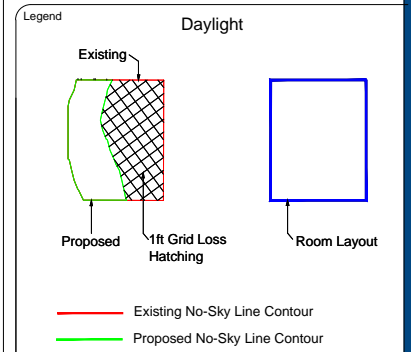 Legend
Daylight
Existing
Proposed
1ft Grid Loss
Hatching
Room Layout
Existing No-Sky Line Contour
Proposed No-Sky Line Contour